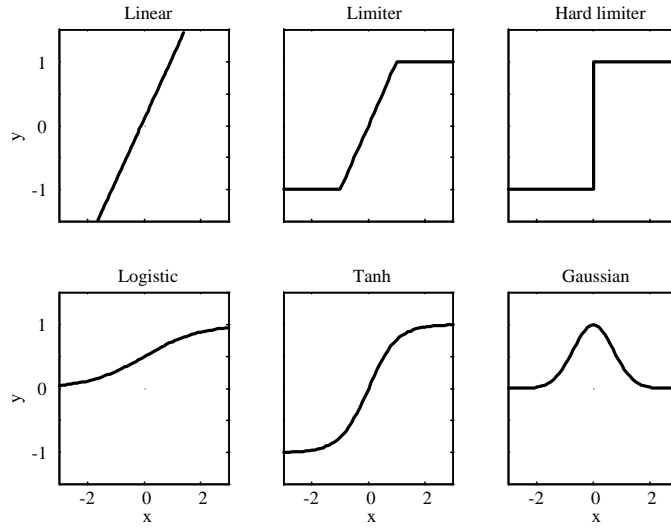 Linear Limiter Hard limiter
1
0
-1
y
Logistic Tanh Gaussian
1
0
-1
y
-2 0 2 -2 0 2 -2 0 2
x x x